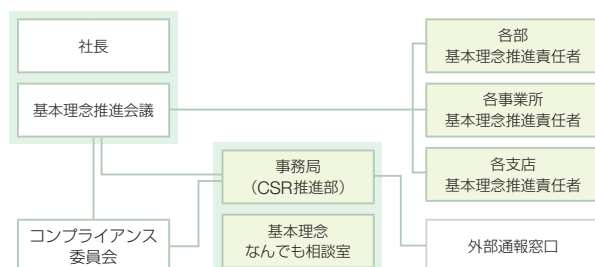 社長
基本理念推進会議
コンプライアンス
委員会
事務局
（CSR推進部）
基本理念
なんでも相談室
各部
基本理念推進責任者
各事業所
基本理念推進責任者
各支店
基本理念推進責任者
外部通報窓口